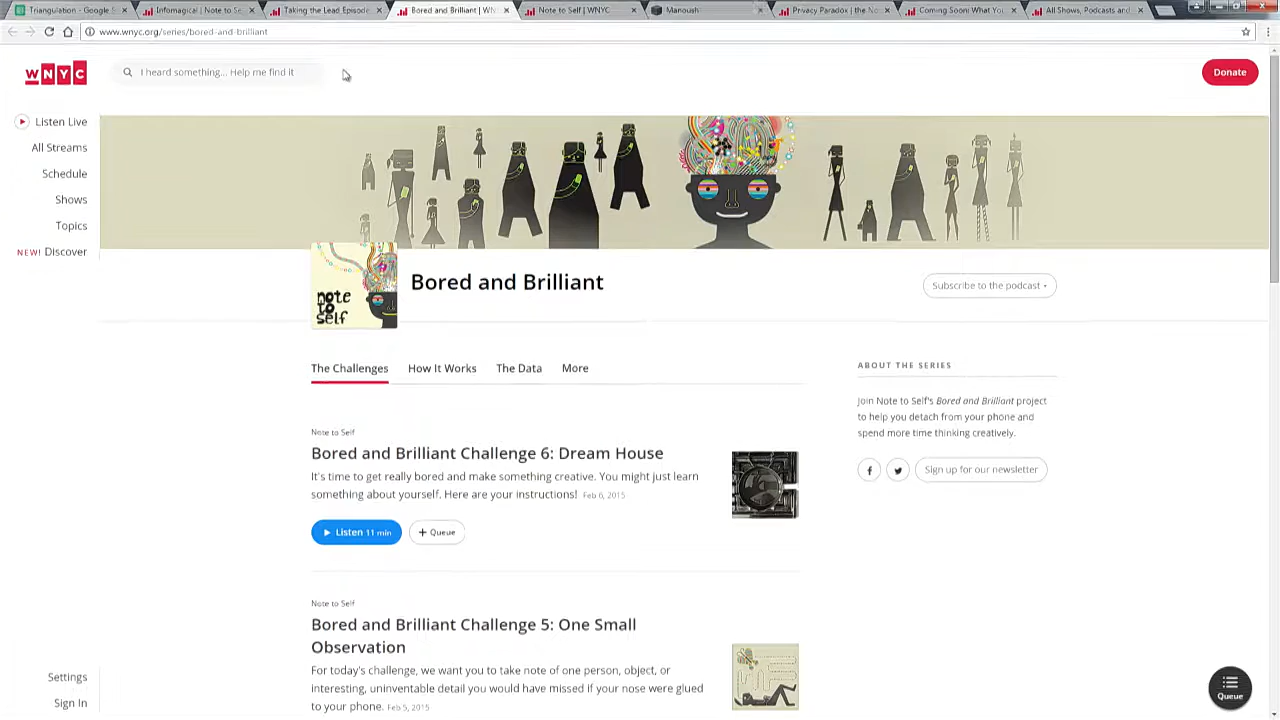 Triangulation - Google S
Infomagical | Note to Se
Taking the Lead Episode
Bored and Brilliant | WN
Note to Self | WNYC
Manoush
Privacy Paradox | the No
Coming Soon! What You
All Shows, Podcasts and
www.wnyc.org/series/bored-and-brilliant
WNYC
I heard something... Help me find it
Donate
Listen Live
All Streams
Schedule
Shows
Topics
NEW! Discover
note
to
self
Bored and Brilliant
Subscribe to the podcast
The Challenges
How It Works
The Data
More
ABOUT THE SERIES
Join Note to Self's Bored and Brilliant project
to help you detach from your phone and
spend more time thinking creatively.
Sign up for our newsletter
Note to Self
Bored and Brilliant Challenge 6: Dream House
It's time to get really bored and make something creative. You might just learn
something about yourself. Here are your instructions! Feb 6, 2015
Listen 11 min
+ Queue
Note to Self
Bored and Brilliant Challenge 5: One Small
Observation
For today's challenge, we want you to take note of one person, object, or
interesting, uninventable detail you would have missed if your nose were glued
to your phone. Feb 5, 2015
Settings
Sign In
Queue